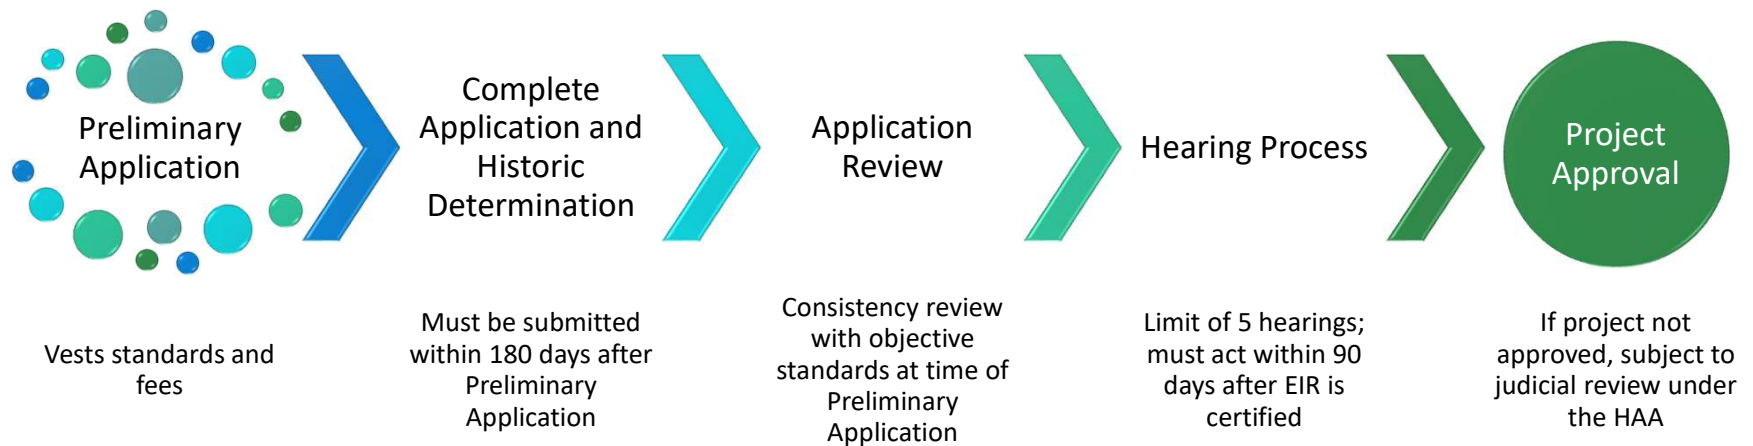 Preliminary
Application
Complete
Application and
Historic
Determination
Application
Review
Hearing Process
Project
Approval
Vests standards and
fees
Must be submitted
within 180 days after
Preliminary
Application
Consistency review
with objective
standards at time of
Preliminary
Application
Limit of 5 hearings;
must act within 90
days after EIR is
certified
If project not
approved, subject to
judicial review under
the HAA